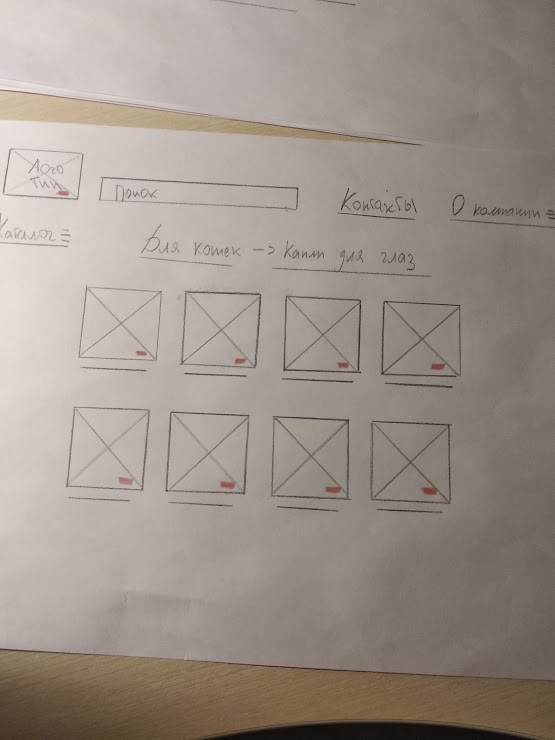 Лого
тип
Поиск
Контакты
О компании
Каталог
Для кошек -> Капли для глаз